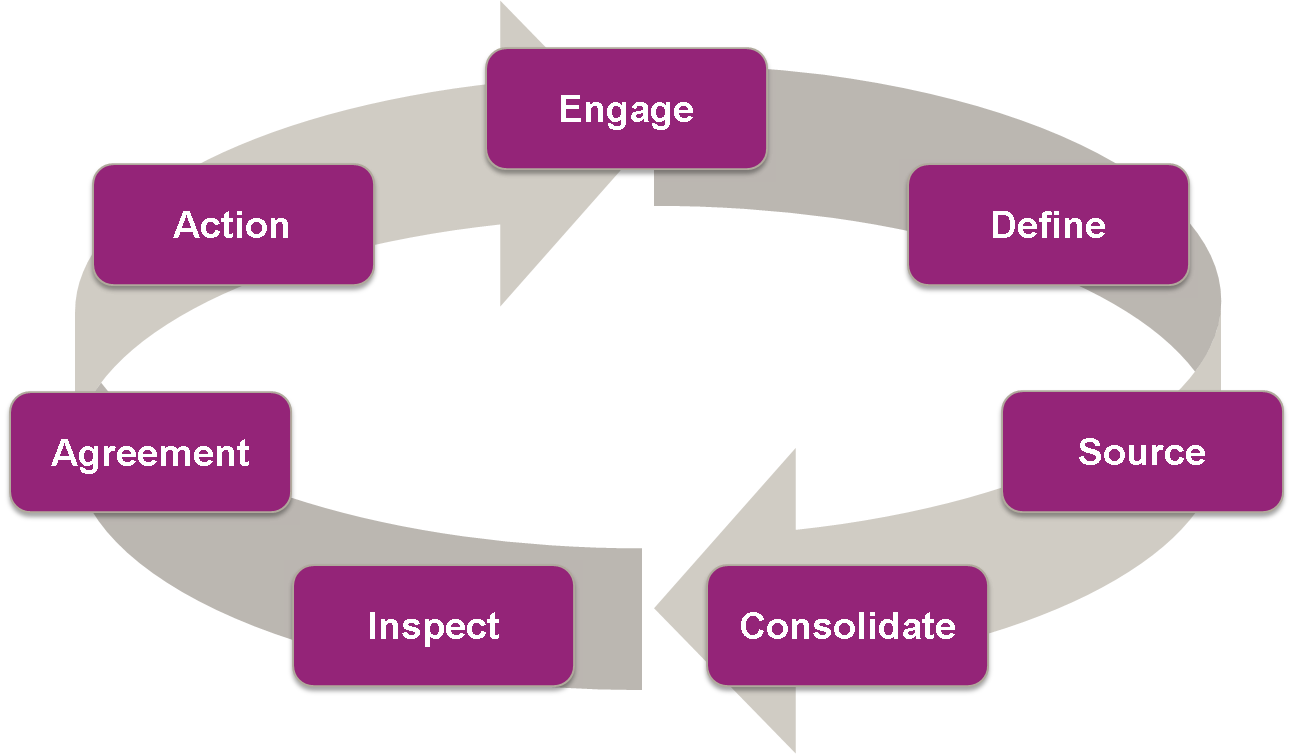 Engage
Define
Source
Consolidate
Inspect
Agreement
Action